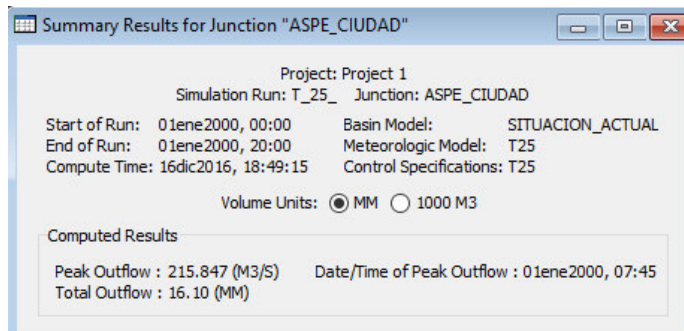 Summary Results for Junction "ASPE_CIUDAD"
Project: Project 1
Simulation Run: T_25_ Junction: ASPE_CIUDAD
Start of Run: 01ene2000, 00:00 Basin Model: SITUACION_ACTUAL
End of Run: 01ene2000, 20:00 Meteorologic Model: T25
Compute Time: 16dic2016, 18:49:15 Control Specifications: T25
Volume Units: MM 1000 M3
Computed Results
Peak Outflow : 215.847 (M3/S) Date/Time of Peak Outflow : 01ene2000, 07:45
Total Outflow : 16.10 (MM)